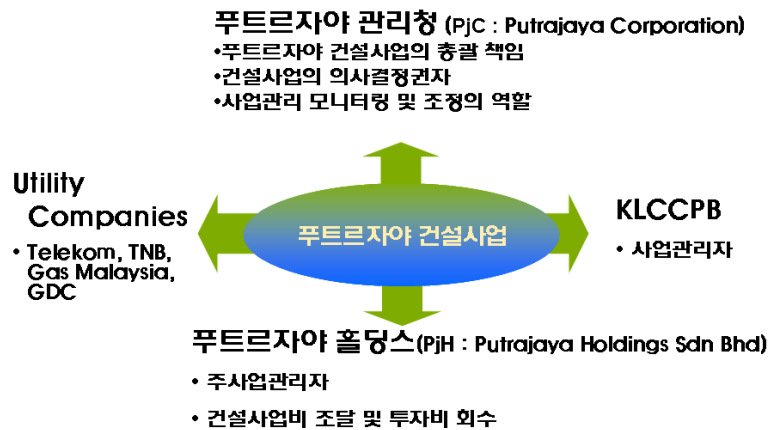 푸트르자야 관리청 (PjC : Putrajaya Corporation)
•푸트르자야 건설사업의 총괄 책임
•건설사업의 의사결정권자
•사업관리 모니터링 및 조정의 역할
Utility
Companies
• Telekom, TNB,
Gas Malaysia,
GDC
푸트르자야 건설사업
KLCCPB
• 사업관리자
푸트르자야 홀딩스(PjH : Putrajaya Holdings Sdn Bhd)
• 주사업관리자
• 건설사업비 조달 및 투자비 회수